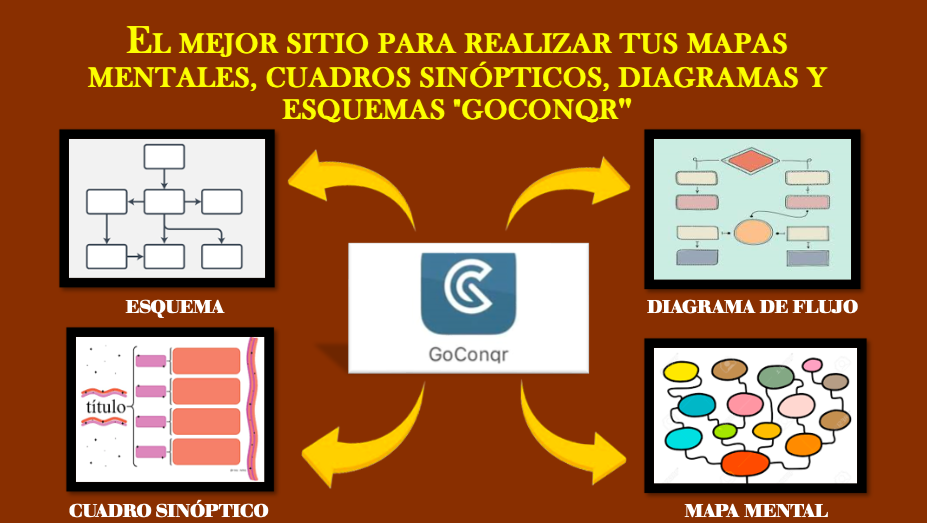 EL MEJOR SITIO PARA REALIZAR TUS MAPAS
MENTALES, CUADROS SINÓPTICOS, DIAGRAMAS Y
ESQUEMAS "GOCONQR"
ESQUEMA
DIAGRAMA DE FLUJO
GoConqr
título
CUADRO SINÓPTICO
MAPA MENTAL